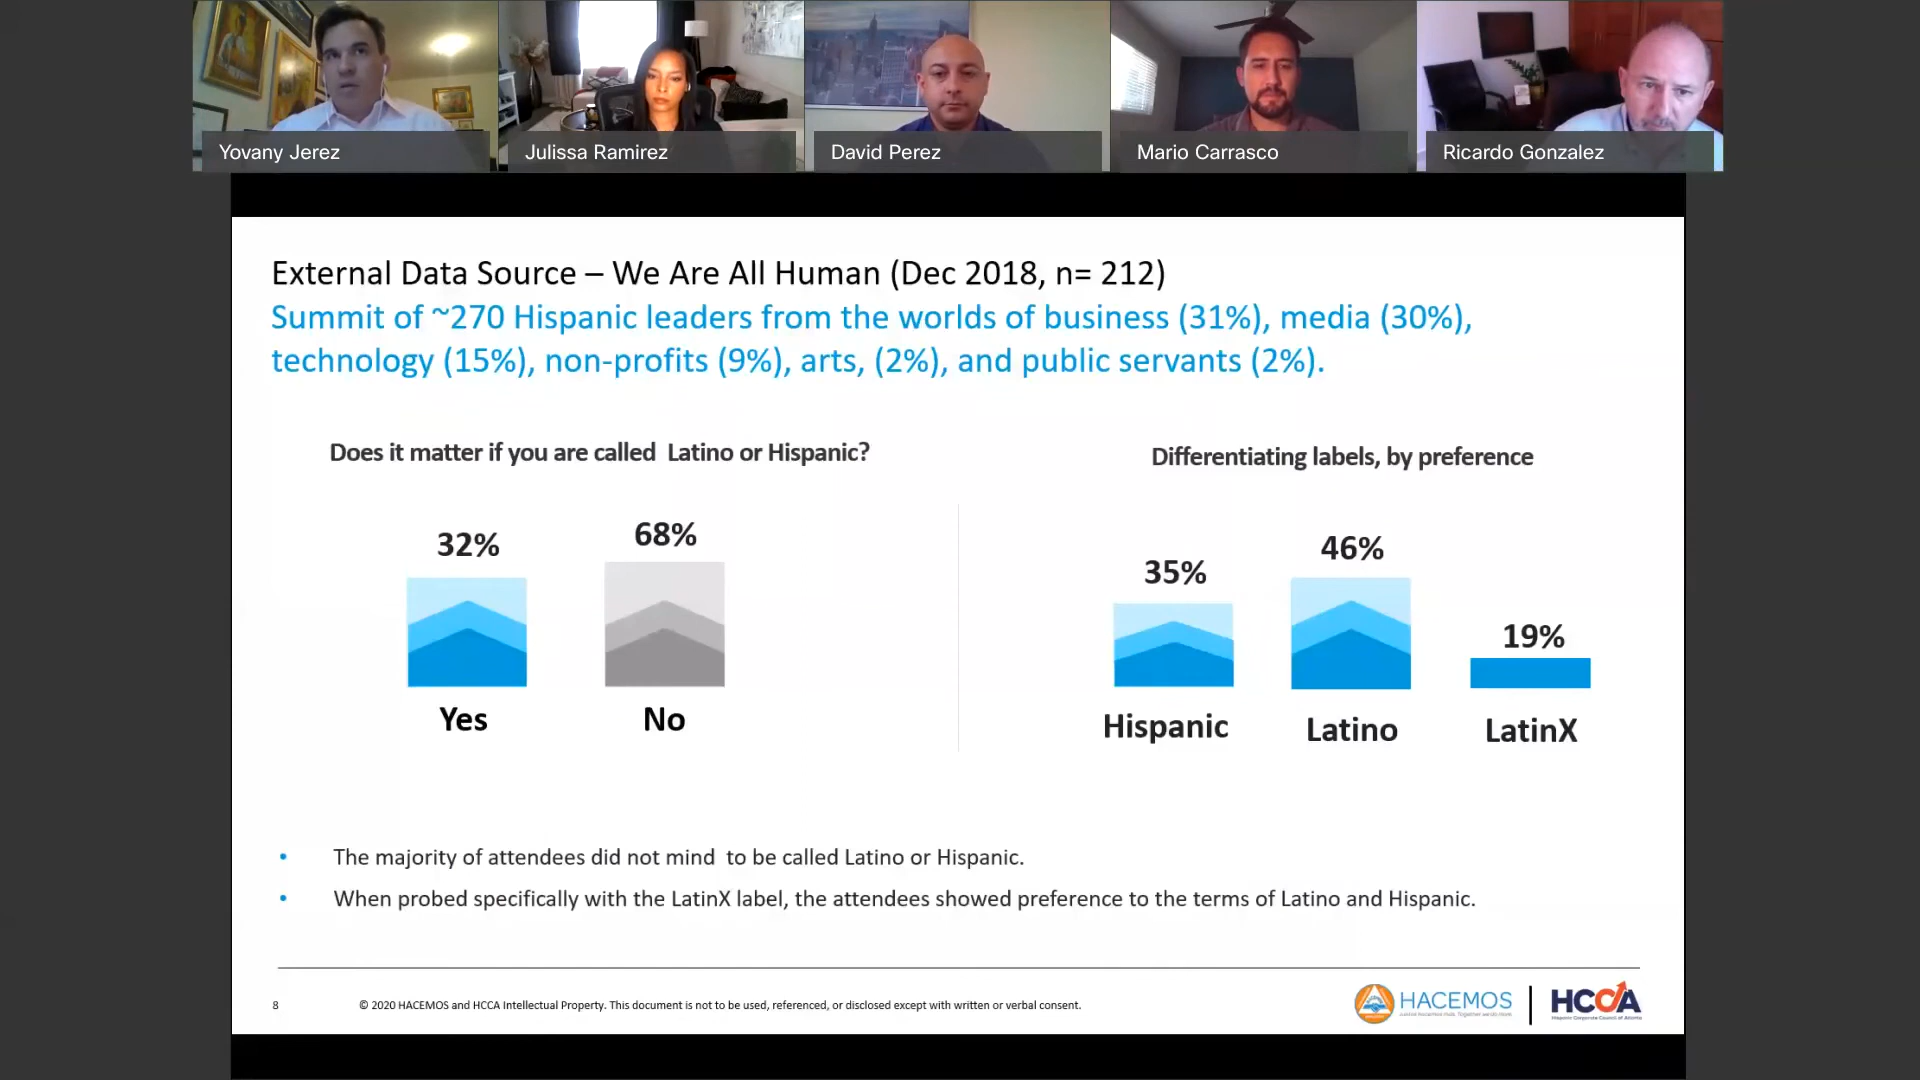 Yovany Jerez
Julissa Ramirez
David Perez
Mario Carrasco
Ricardo Gonzalez
External Data Source – We Are All Human (Dec 2018, n= 212)
Summit of ~270 Hispanic leaders from the worlds of business (31%), media (30%),
technology (15%), non-profits (9%), arts, (2%), and public servants (2%).
Does it matter if you are called Latino or Hispanic?
32%
68%
Yes
No
Differentiating labels, by preference
35%
46%
19%
Hispanic
Latino
LatinX
• The majority of attendees did not mind to be called Latino or Hispanic.
• When probed specifically with the LatinX label, the attendees showed preference to the terms of Latino and Hispanic.
8
© 2020 HACEMOS and HCCA Intellectual Property. This document is not to be used, referenced, or disclosed except with written or verbal consent.
HACEMOS
HCCA
Hispanic Corporate Council of Atlanta